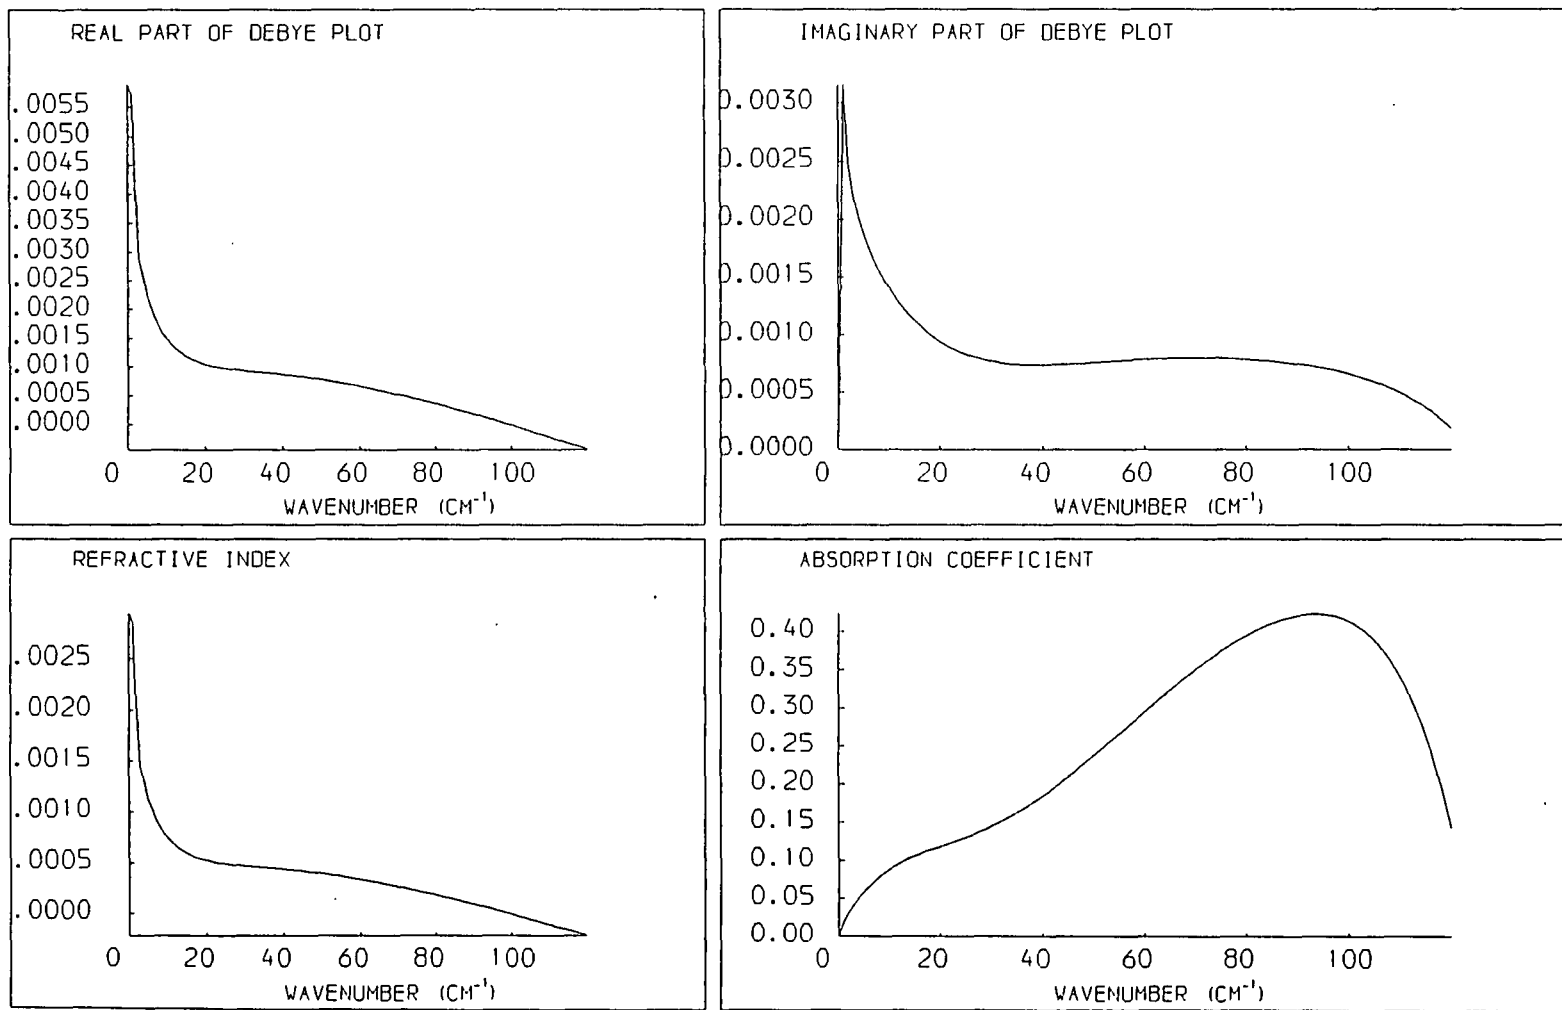 REAL PART OF DEBYE PLOT
.0055
.0050
.0045
.0040
.0035
.0030
.0025
.0020
.0015
.0010
.0005
.0000
0 20 40 60 80 100
WAVENUMBER (CM⁻¹)
IMAGINARY PART OF DEBYE PLOT
0.0030
0.0025
0.0020
0.0015
0.0010
0.0005
0.0000
0 20 40 60 80 100
WAVENUMBER (CM⁻¹)
REFRACTIVE INDEX
.0025
.0020
.0015
.0010
.0005
.0000
0 20 40 60 80 100
WAVENUMBER (CM⁻¹)
ABSORPTION COEFFICIENT
0.40
0.35
0.30
0.25
0.20
0.15
0.10
0.05
0.00
0 20 40 60 80 100
WAVENUMBER (CM⁻¹)